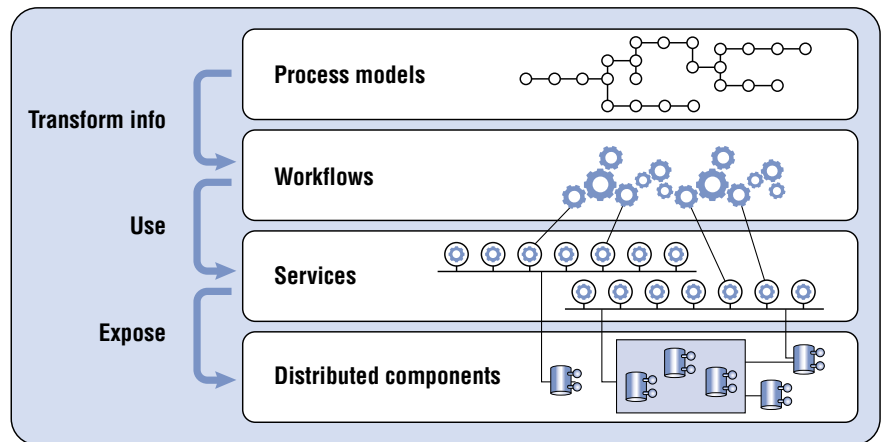 Process models
Transform info
Workflows
Use
Services
Expose
Distributed components